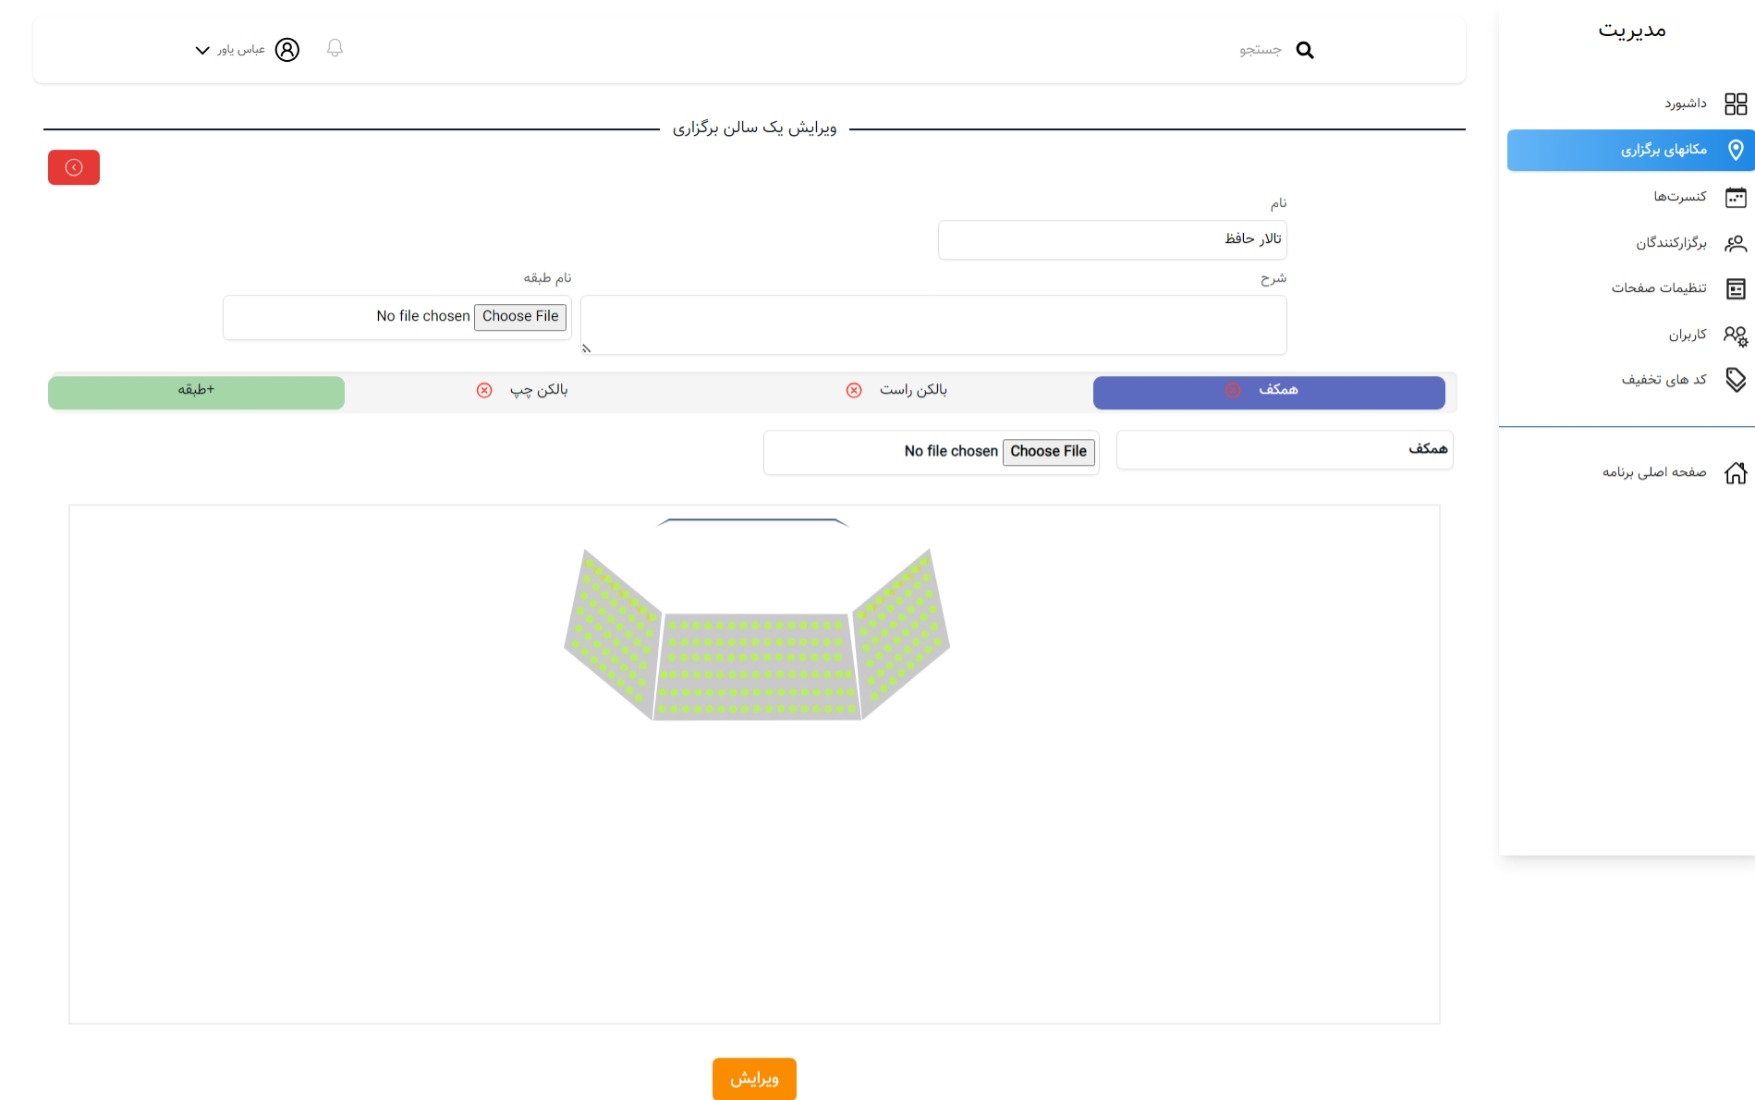 مدیریت
داشبورد
مکانهای برگزاری
کنسرت‌ها
برگزارکنندگان
تنظیمات صفحات
کاربران
کد های تخفیف
صفحه اصلی برنامه
جستجو
عباس یاور
ویرایش یک سالن برگزاری
نام
تالار حافظ
شرح
نام طبقه
Choose File No file chosen
همکف
بالکن راست
بالکن چپ
+طبقه
همکف
Choose File No file chosen
ویرایش